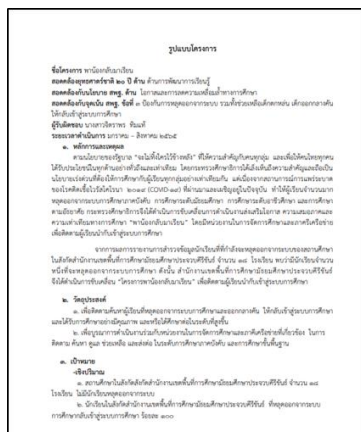 รูปแบบโครงการ
ชื่อโครงการ พาน้องกลับมาเรียน
สอดคล้องยุทธศาสตร์ชาติ ๒๐ ปี ด้าน ด้านการพัฒนาการเรียนรู้
สอดคล้องกับนโยบาย สพฐ. ด้าน โอกาสและการลดความเหลื่อมล้ำทางการศึกษา
สอดคล้องกับจุดเน้น สพฐ. ข้อที่ ๓ ป้องกันการหลุดออกจากระบบ รวมทั้งช่วยเหลือเด็กตกหล่น เด็กออกกลางคัน
ให้กลับเข้าสู่ระบบ
ผู้รับผิดชอบ นางสาวจิตราพร
ระยะเวลาดำเนินการ มกราคม - สิงหาคม ๒๕๖๕
๑. หลักการและเหตุผล
ตามนโยบายของรัฐบาล "จะไม่ทิ้งใครไว้ข้างหลัง" ที่ให้ความสำคัญกับคนทุกกลุ่ม และเพื่อให้คนไทยทุกคน
ได้รับประโยชน์ในทุกด้านอย่างทั่วถึงและเท่าเทียม โดยกระทรวงศึกษาธิการได้เล็งเห็นถึงความสำคัญและถือเป็น
นโยบายเร่งด่วนที่ต้องให้การศึกษากับผู้เรียนทุกกลุ่มอย่างเท่าเทียมกัน แต่เนื่องจากสถานการณ์การแพร่ระบาด
ของโรคติดเชื้อไวรัสโคโรนา ๒๐๑๙ (COVID-๑๙) ที่ผ่านมาและเผชิญอยู่ในปัจจุบัน ทำให้ผู้เรียนจำนวนมาก
หลุดออกจากระบบการศึกษาภาคบังคับ การศึกษาระดับมัธยมศึกษา การศึกษาระดับอาชีวศึกษา และการศึกษา
ตามอัธยาศัย กระทรวงศึกษาธิการจึงได้ดำเนินการขับเคลื่อนการดำเนินงานส่งเสริมโอกาส ความเสมอภาคและ
ความเท่าเทียมทางการศึกษา "พาน้องกลับมาเรียน" โดยมีหน่วยงานในการจัดการศึกษาและภาคีเครือข่าย
เพื่อติดตามผู้เรียนนำกับเข้าสู่ระบบการศึกษา
จากการผลการรายงานการสำรวจข้อมูลนักเรียนที่กำลังจะหลุดออกจากระบบของสถานศึกษา
ในสังกัดสำนักงานเขตพื้นที่การศึกษามัธยมศึกษาประจวบคีรีขันธ์ จำนวน ๑๘ โรงเรียน พบว่ามีนักเรียนจำนวน
หนึ่งที่จะหลุดออกจากระบบการศึกษา ดังนั้น สำนักงานเขตพื้นที่การศึกษามัธยมศึกษาประจวบคีรีขันธ์
จึงได้ดำเนินการขับเคลื่อน "โครงการพาน้องกลับมาเรียน" เพื่อติดตามผู้เรียนนำกลับเข้าสู่ระบบการศึกษา
๒. วัตถุประสงค์
๑. เพื่อติดตามค้นหาผู้เรียนที่หลุดออกจากระบบการศึกษาและออกกลางคัน ให้กลับเข้าสู่ระบบการศึกษา
และได้รับการศึกษาอย่างมีคุณภาพ และหรือได้ศึกษาต่อในระดับที่สูงขึ้น
๒. เพื่อบูรณาการดำเนินงานร่วมกับหน่วยงานในการจัดการศึกษาและภาคีเครือข่ายที่เกี่ยวข้อง ในการ
ติดตาม ค้นหา ดูแล ช่วยเหลือ และส่งต่อ ในระดับการศึกษาภาคบังคับ และการศึกษาขั้นพื้นฐาน
๓. เป้าหมาย
-เชิงปริมาณ
๑. สถานศึกษาในสังกัดสังกัดสำนักงานเขตพื้นที่การศึกษามัธยมศึกษาประจวบคีรีขันธ์ จำนวน ๑๘
โรงเรียน ไม่มีนักเรียนหลุดออกจากระบบ
๒. นักเรียนในสังกัดสำนักงานเขตพื้นที่การศึกษามัธยมศึกษาประจวบคีรีขันธ์ ที่หลุดออกจากระบบ
การศึกษากลับเข้าสู่ระบบการศึกษา ร้อยละ ๑๐๐